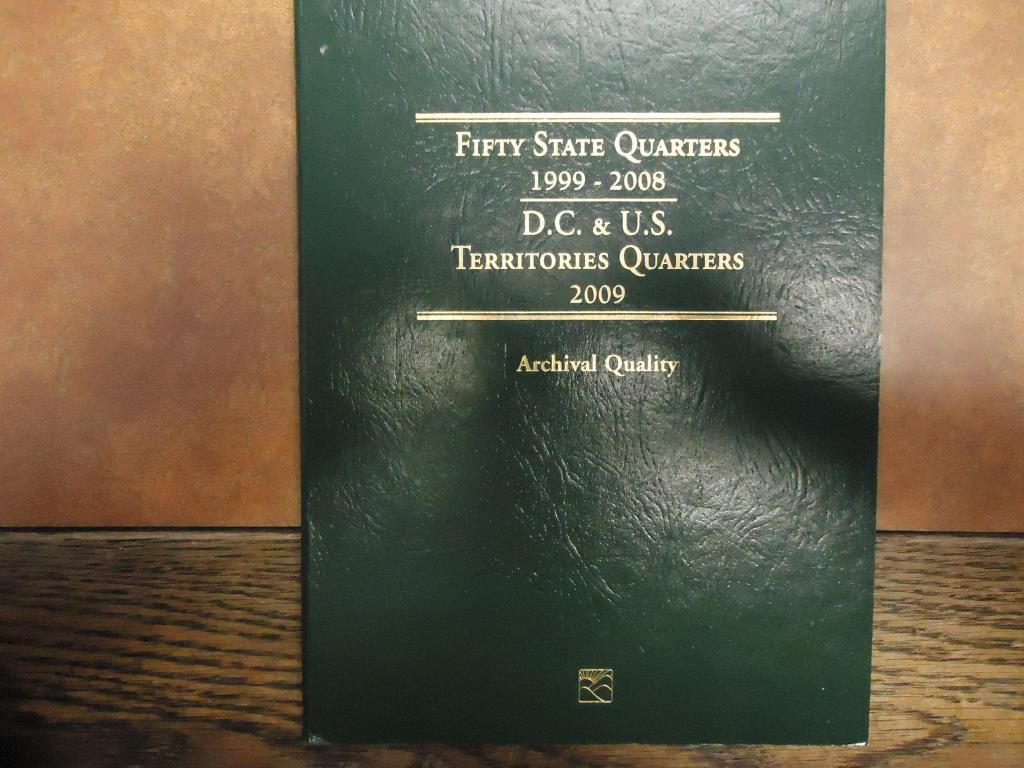 FIFTY STATE QUARTERS
1999 - 2008
D.C. & U.S.
TERRITORIES QUARTERS
2009
Archival Quality